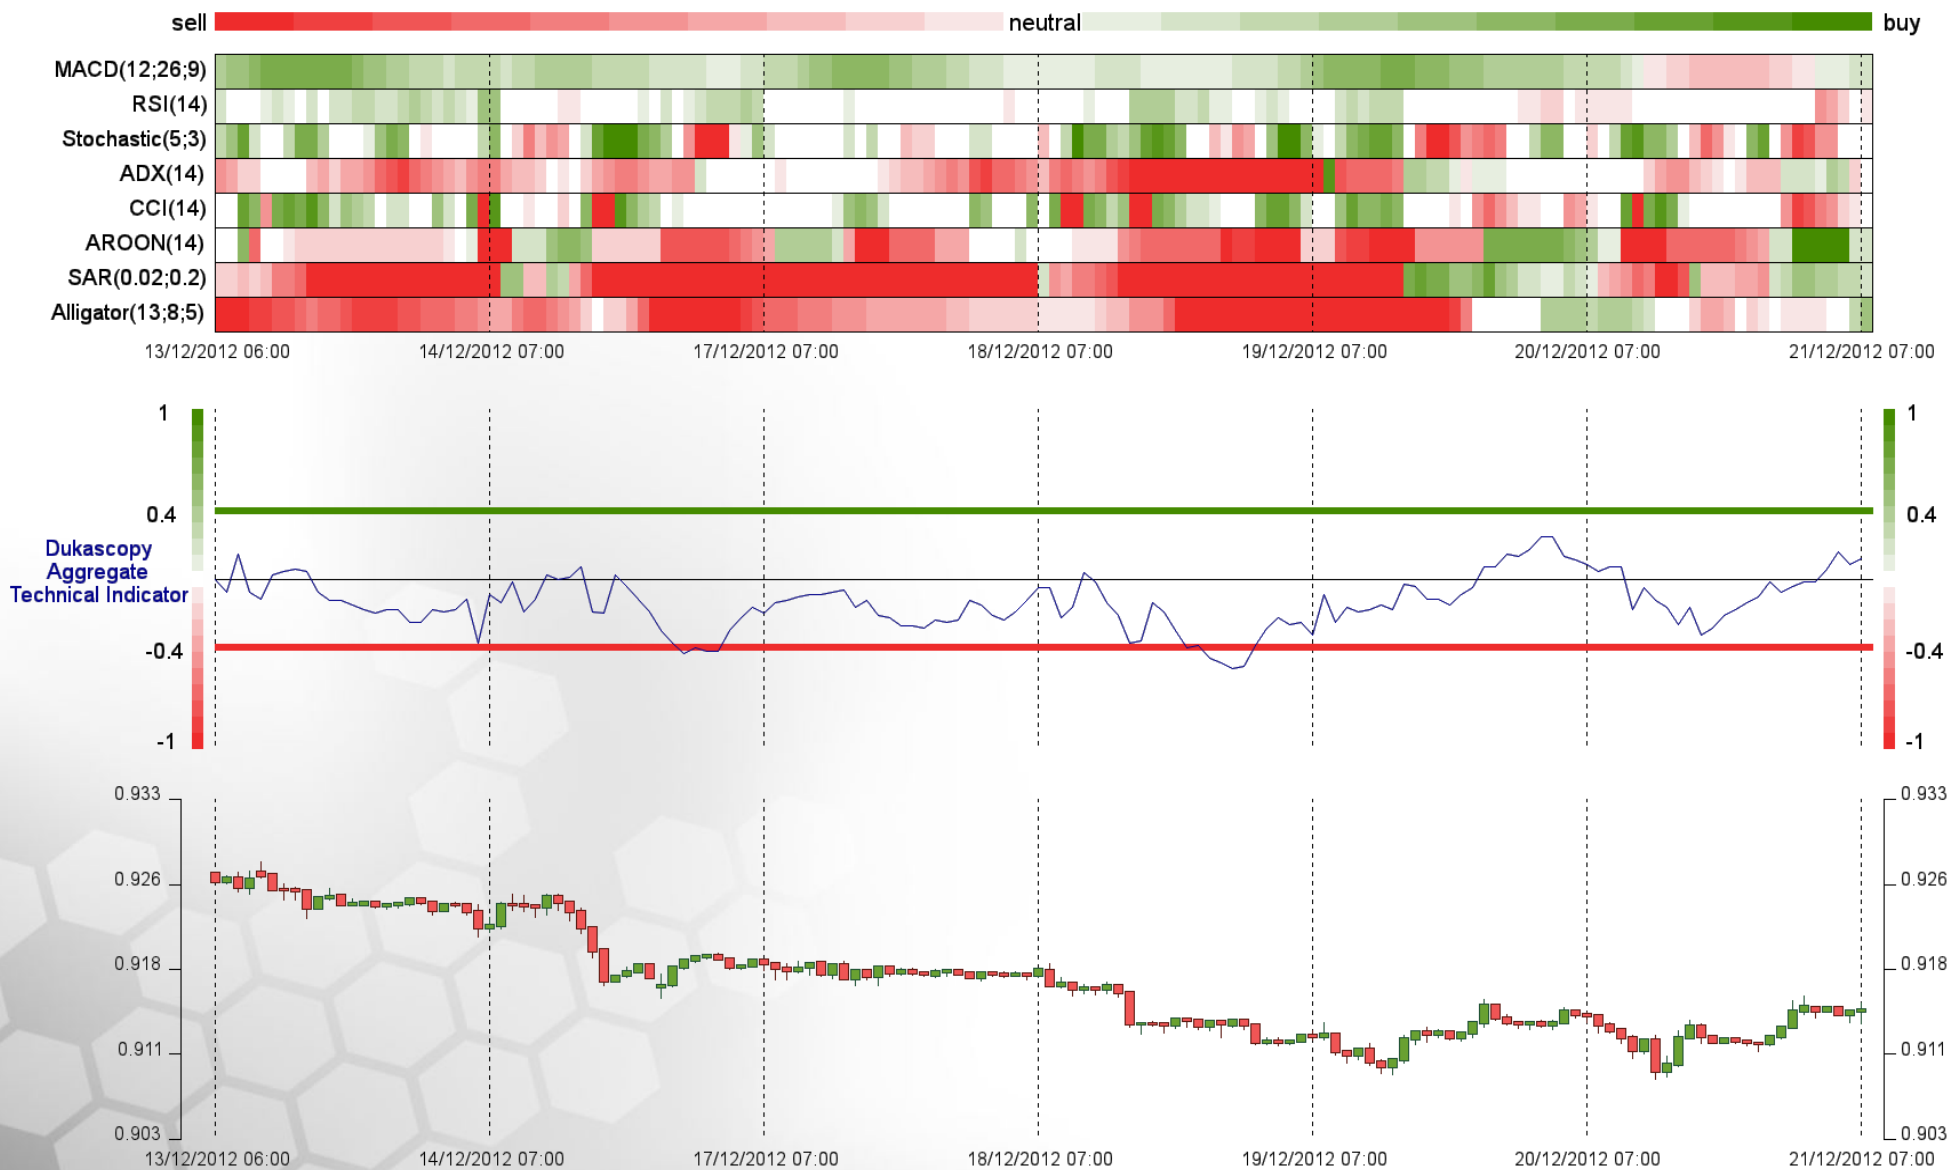 sell neutral buy
MACD(12;26;9)
RSI(14)
Stochastic(5;3)
ADX(14)
CCI(14)
AROON(14)
SAR(0.02;0.2)
Alligator(13;8;5)
13/12/2012 06:00 14/12/2012 07:00 17/12/2012 07:00 18/12/2012 07:00 19/12/2012 07:00 20/12/2012 07:00 21/12/2012 07:00
1 1
0.4 0.4
Dukascopy
Aggregate
Technical Indicator
-0.4 -0.4
-1 -1
0.933 0.933
0.926 0.926
0.918 0.918
0.911 0.911
0.903 0.903
13/12/2012 06:00 14/12/2012 07:00 17/12/2012 07:00 18/12/2012 07:00 19/12/2012 07:00 20/12/2012 07:00 21/12/2012 07:00